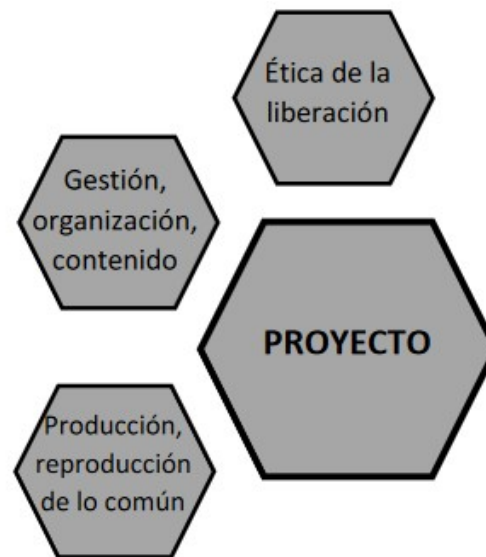 Ética de la
liberación
Gestión,
organización,
contenido
PROYECTO
Producción,
reproducción
de lo común